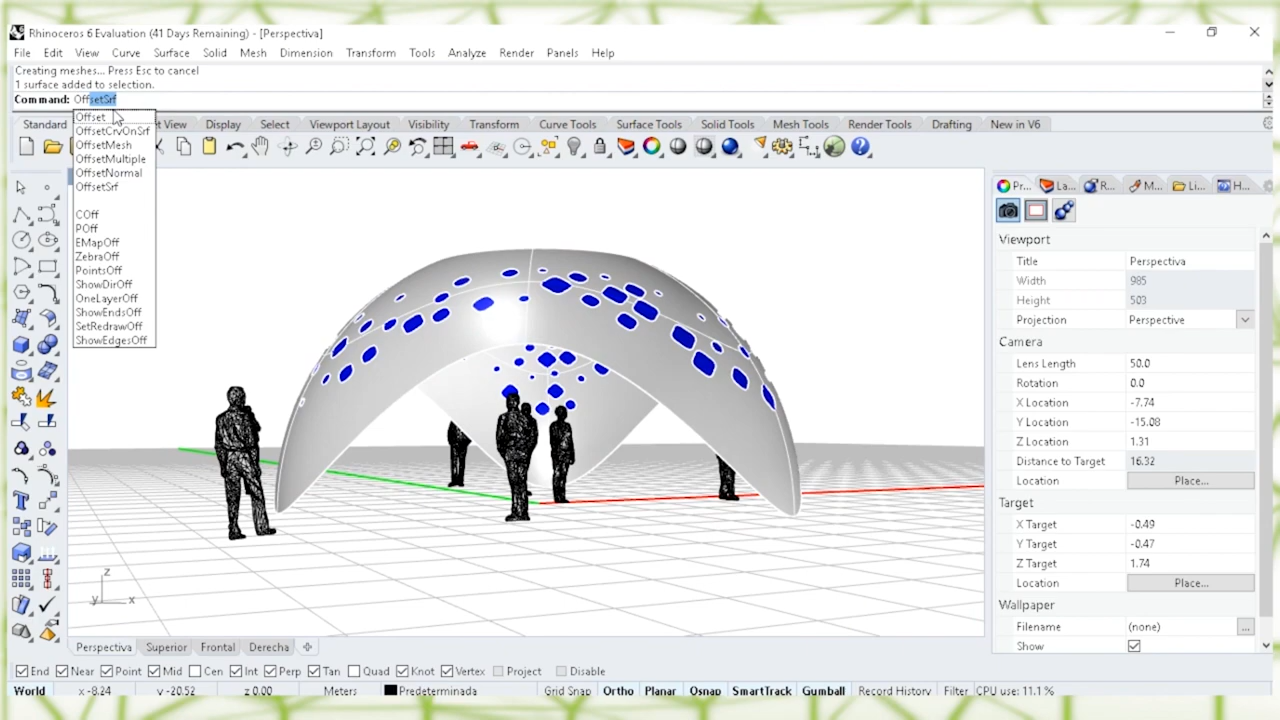 Rhinoceros 6 Evaluation (41 Days Remaining) - [Perspectiva]
File Edit View Curve Surface Solid Mesh Dimension Transform Tools Analyze Render Panels Help
Creating meshes... Press Esc to cancel
1 surface added to selection.
Command: OffsetSrf
Standard t View Display Select Viewport Layout Visibility Transform Curve Tools Surface Tools Solid Tools Mesh Tools Render Tools Drafting New in V6
Offset
OffsetCrvOnSrf
OffsetMesh
OffsetMultiple
OffsetNormal
OffsetSrf
COff
POff
EMapOff
ZebraOff
PointsOff
ShowDirOff
OneLayerOff
ShowEndsOff
SetRedrawOff
ShowEdgesOff
Pr... La... R... M... Li... H...
Viewport
Title Perspectiva
Width 985
Height 503
Projection Perspective
Camera
Lens Length 50.0
Rotation 0.0
X Location -7.74
Y Location -15.08
Z Location 1.31
Distance to Target 16.32
Location Place...
Target
X Target -0.49
Y Target -0.47
Z Target 1.74
Location Place...
Wallpaper
Filename (none) ...
Show
z
y x
Perspectiva Superior Frontal Derecha
End Near Point Mid Cen Int Perp Tan Quad Knot Vertex Project Disable
World x -8.24 y -20.52 z 0.00 Meters Predeterminada Grid Snap Ortho Planar Osnap SmartTrack Gumball Record History Filter CPU use: 11.1 %